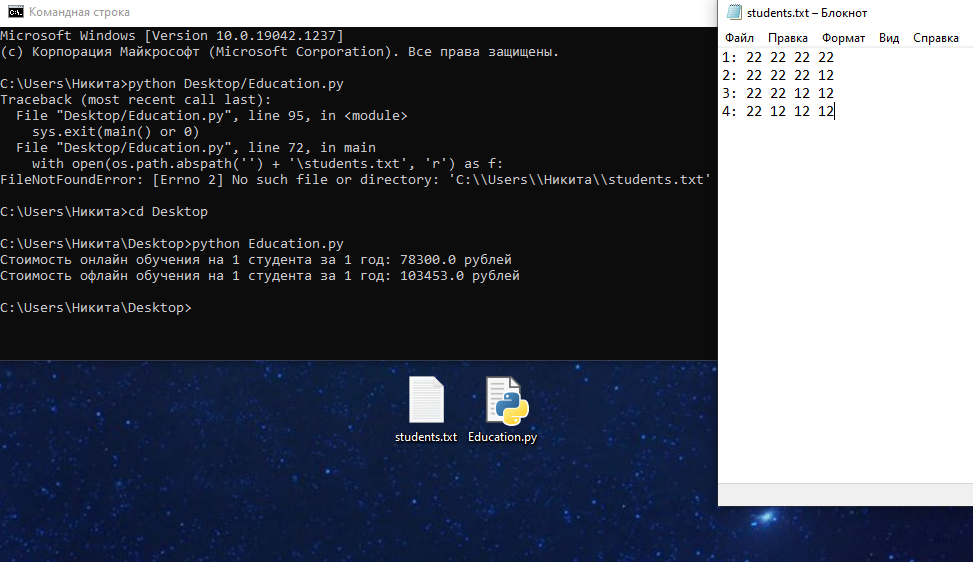 Командная строка
Microsoft Windows [Version 10.0.19042.1237]
(c) Корпорация Майкрософт (Microsoft Corporation). Все права защищены.
C:\Users\Никита>python Desktop/Education.py
Traceback (most recent call last):
  File "Desktop/Education.py", line 95, in <module>
    sys.exit(main() or 0)
  File "Desktop/Education.py", line 72, in main
    with open(os.path.abspath('') + '\students.txt', 'r') as f:
FileNotFoundError: [Errno 2] No such file or directory: 'C:\\Users\\Никита\\students.txt'
C:\Users\Никита>cd Desktop
C:\Users\Никита\Desktop>python Education.py
Стоимость онлайн обучения на 1 студента за 1 год: 78300.0 рублей
Стоимость офлайн обучения на 1 студента за 1 год: 103453.0 рублей
C:\Users\Никита\Desktop>
students.txt – Блокнот
Файл Правка Формат Вид Справка
1: 22 22 22 22
2: 22 22 22 12
3: 22 22 12 12
4: 22 12 12 12
students.txt
Education.py